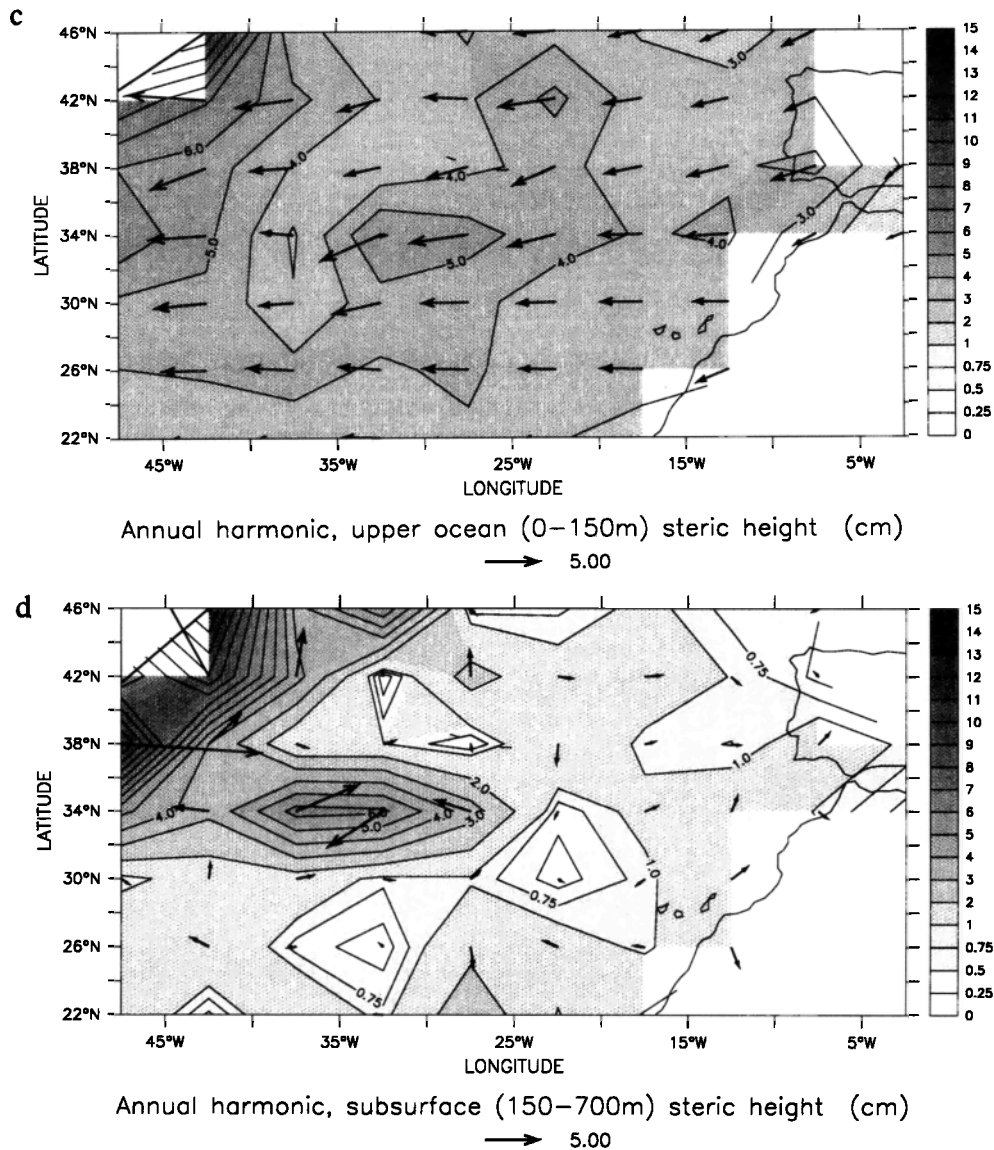 c
46°N
42°N
38°N
34°N
30°N
26°N
22°N
LATITUDE
3.0
6.0
4.0
4.0
5.0
5.0
4.0
4.0
3.0
15
14
13
12
11
10
9
8
7
6
5
4
3
2
1
0.75
0.5
0.25
0
45°W 35°W 25°W 15°W 5°W
LONGITUDE
Annual harmonic, upper ocean (0-150m) steric height (cm)
5.00
d
46°N
42°N
38°N
34°N
30°N
26°N
22°N
LATITUDE
0.75
1.0
2.0
4.0
6.0
5.0
4.0
3.0
1.0
0.75
0.75
15
14
13
12
11
10
9
8
7
6
5
4
3
2
1
0.75
0.5
0.25
0
45°W 35°W 25°W 15°W 5°W
LONGITUDE
Annual harmonic, subsurface (150-700m) steric height (cm)
5.00